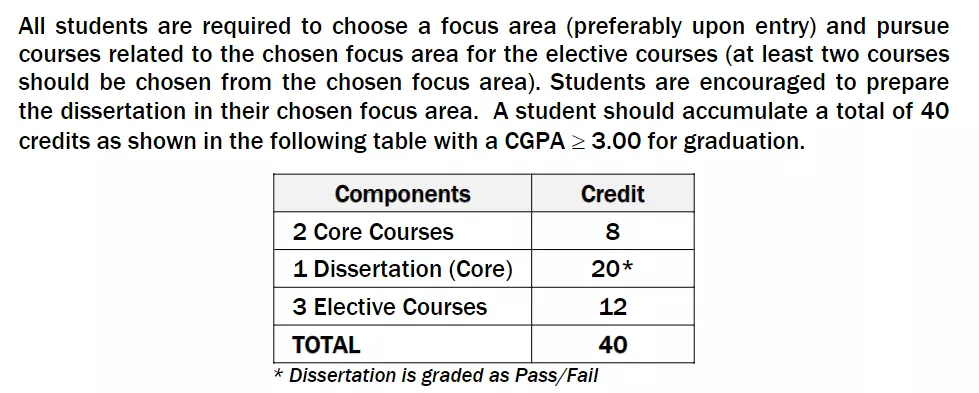 All students are required to choose a focus area (preferably upon entry) and pursue
courses related to the chosen focus area for the elective courses (at least two courses
should be chosen from the chosen focus area). Students are encouraged to prepare
the dissertation in their chosen focus area. A student should accumulate a total of 40
credits as shown in the following table with a CGPA ≥ 3.00 for graduation.
Components Credit
2 Core Courses 8
1 Dissertation (Core) 20*
3 Elective Courses 12
TOTAL 40
* Dissertation is graded as Pass/Fail